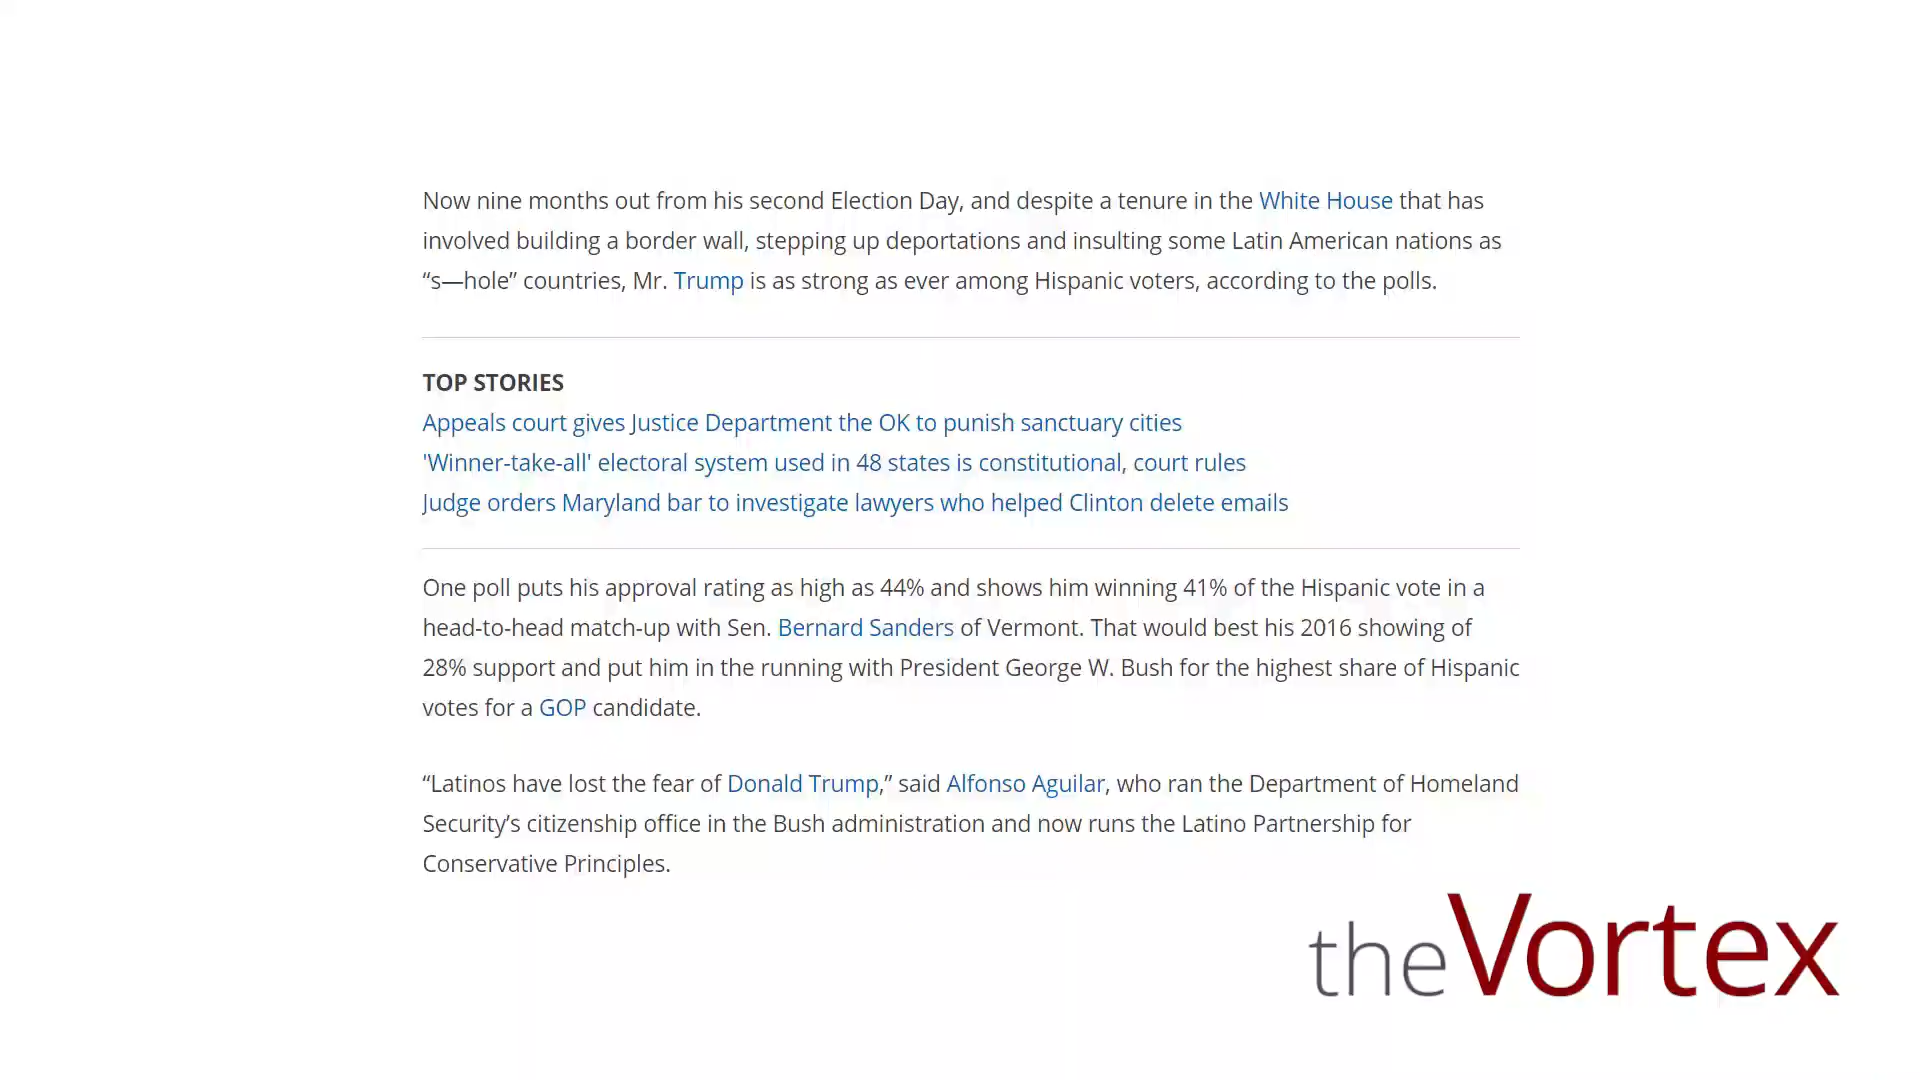 Now nine months out from his second Election Day, and despite a tenure in the White House that has
involved building a border wall, stepping up deportations and insulting some Latin American nations as
“s—hole” countries, Mr. Trump is as strong as ever among Hispanic voters, according to the polls.
TOP STORIES
Appeals court gives Justice Department the OK to punish sanctuary cities
'Winner-take-all' electoral system used in 48 states is constitutional, court rules
Judge orders Maryland bar to investigate lawyers who helped Clinton delete emails
One poll puts his approval rating as high as 44% and shows him winning 41% of the Hispanic vote in a
head-to-head match-up with Sen. Bernard Sanders of Vermont. That would best his 2016 showing of
28% support and put him in the running with President George W. Bush for the highest share of Hispanic
votes for a GOP candidate.
“Latinos have lost the fear of Donald Trump,” said Alfonso Aguilar, who ran the Department of Homeland
Security’s citizenship office in the Bush administration and now runs the Latino Partnership for
Conservative Principles.
theVortex